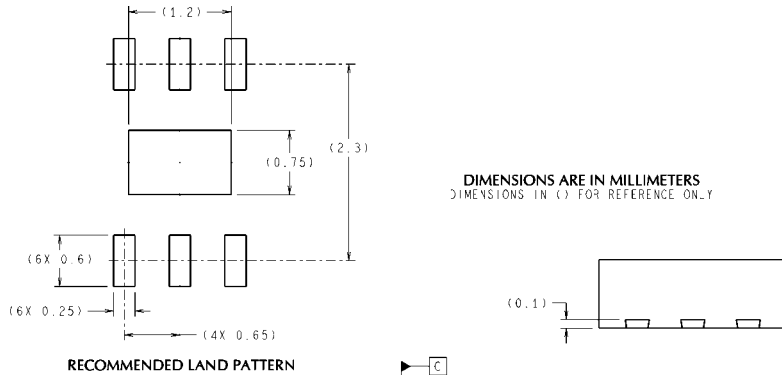 (1.2)
(2.3)
(0.75)
DIMENSIONS ARE IN MILLIMETERS
DIMENSIONS IN () FOR REFERENCE ONLY
(6X 0.6)
(0.1)
(6X 0.25)
(4X 0.65)
RECOMMENDED LAND PATTERN
C